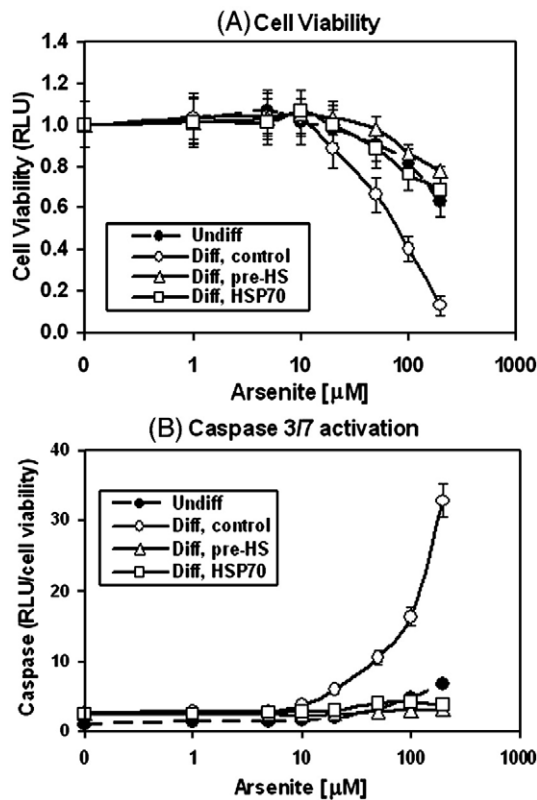 (A) Cell Viability
Cell Viability (RLU)
1.4
1.2
1.0
0.8
0.6
0.4
0.2
0.0
Undiff
Diff, control
Diff, pre-HS
Diff, HSP70
0 1 10 100 1000
Arsenite [µM]
(B) Caspase 3/7 activation
Caspase (RLU/cell viability)
40
30
20
10
0
Undiff
Diff, control
Diff, pre-HS
Diff, HSP70
0 1 10 100 1000
Arsenite [µM]